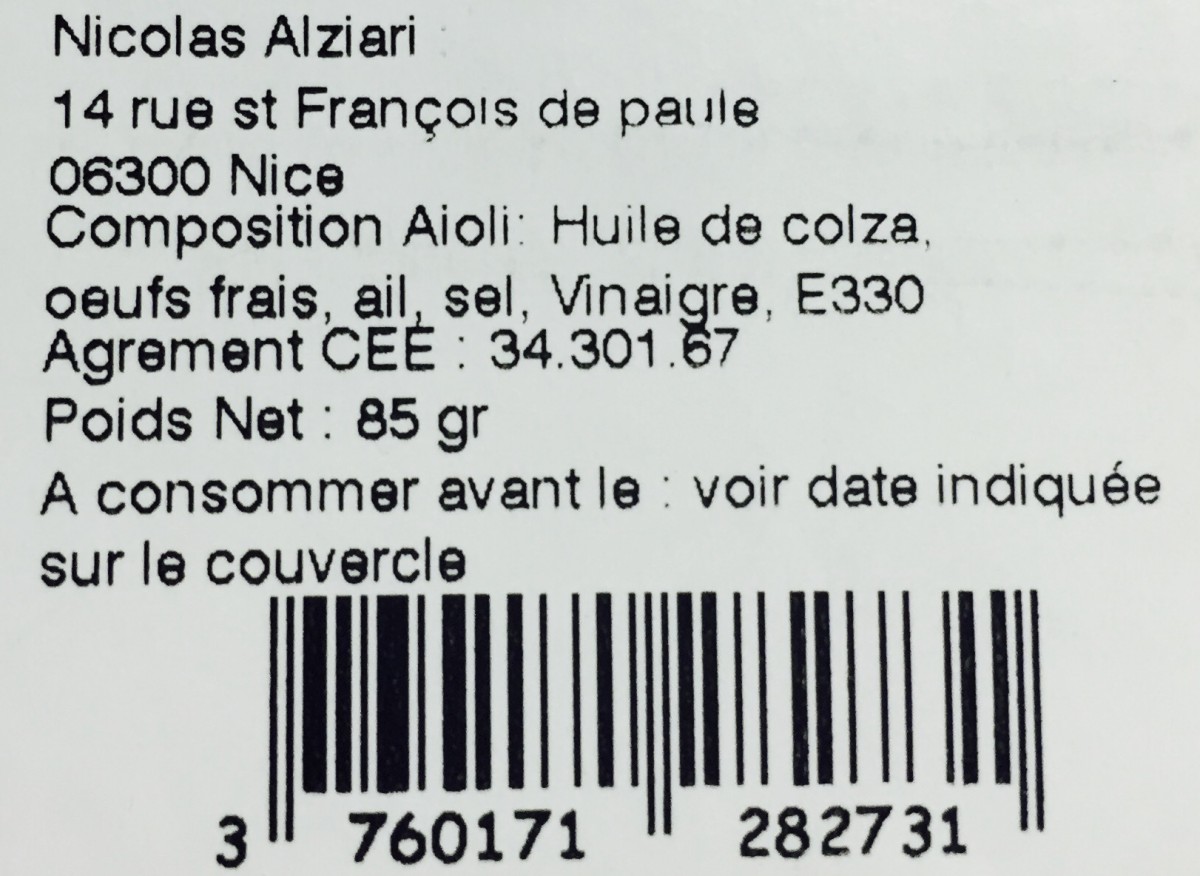 Nicolas Alziari
14 rue st François de paule
06300 Nice
Composition Aioli: Huile de colza,
oeufs frais, ail, sel, Vinaigre, E330
Agrement CEE : 34.301.67
Poids Net : 85 gr
A consommer avant le : voir date indiquée
sur le couvercle
3 760171 282731